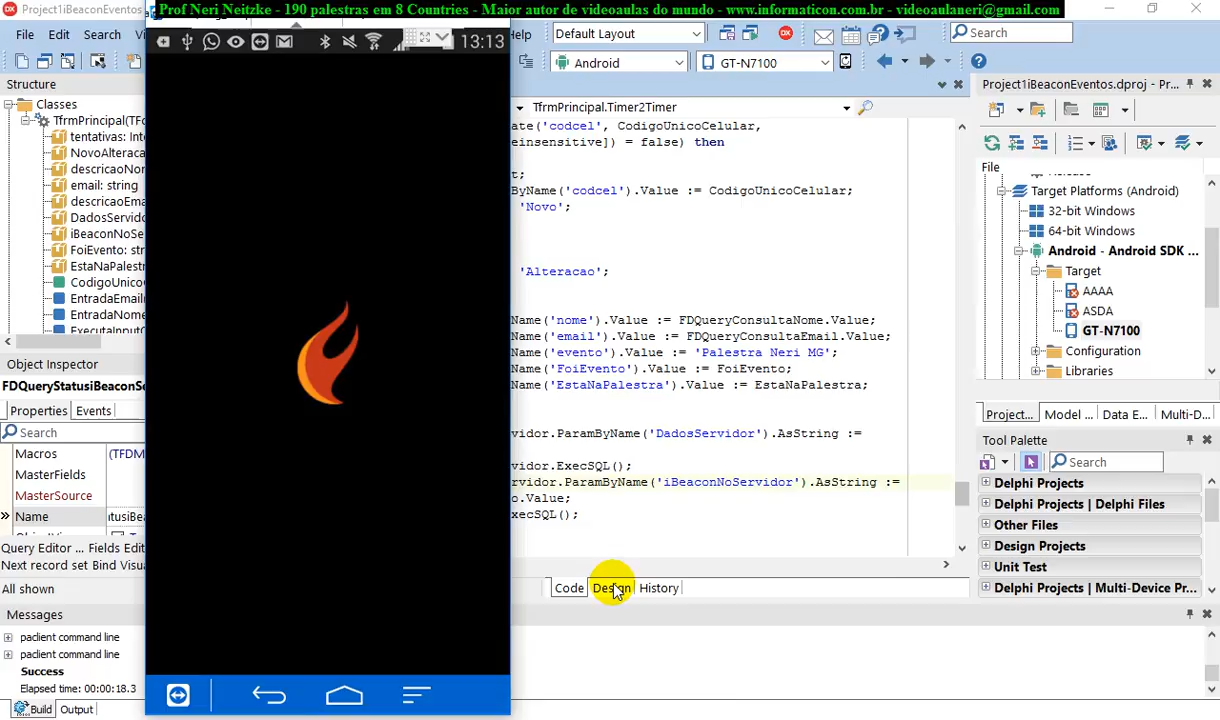 Project1iBeaconEventos
Prof Neri Neitzke - 190 palestras em 8 Countries - Maior autor de videoaulas do mundo - www.informaticon.com.br - videoaulaneri@gmail.com
File Edit Search
Default Layout
Search
13:13
Android
GT-N7100
Structure
TfrmPrincipal.Timer2Timer
Project1iBeaconEventos.dproj - Pr...
Classes
TfrmPrincipal(TFo
tentativas: Inte
NovoAlteraca
descricaoNom
email: string
descricaoEma
DadosServido
iBeaconNoSe
FoiEvento: str
EstaNaPalestr
CodigoUnico
EntradaEmail
EntradaNome
ExecutaInputC
ate('codcel', CodigoUnicoCelular,
einsensitive]) = false) then
t;
ByName('codcel').Value := CodigoUnicoCelular;
'Novo';
'Alteracao';
Name('nome').Value := FDQueryConsultaNome.Value;
Name('email').Value := FDQueryConsultaEmail.Value;
Name('evento').Value := 'Palestra Neri MG';
Name('FoiEvento').Value := FoiEvento;
Name('EstaNaPalestra').Value := EstaNaPalestra;
vidor.ParamByName('DadosServidor').AsString :=
vidor.ExecSQL();
rvidor.ParamByName('iBeaconNoServidor').AsString :=
o.Value;
ecSQL();
File
Target Platforms (Android)
32-bit Windows
64-bit Windows
Android - Android SDK ...
Target
AAAA
ASDA
GT-N7100
Configuration
Libraries
Project... Model ... Data E... Multi-D...
Tool Palette
Search
Delphi Projects
Delphi Projects | Delphi Files
Other Files
Design Projects
Unit Test
Delphi Projects | Multi-Device Pr...
Object Inspector
FDQueryStatusiBeaconSe
Properties Events
Search
Macros (TFDM
MasterFields
MasterSource
Name tusiBea
Query Editor ... Fields Edit
Next record set Bind Visua
All shown
Code Design History
Messages
paclient command line
paclient command line
Success
Elapsed time: 00:00:18.3
Build Output